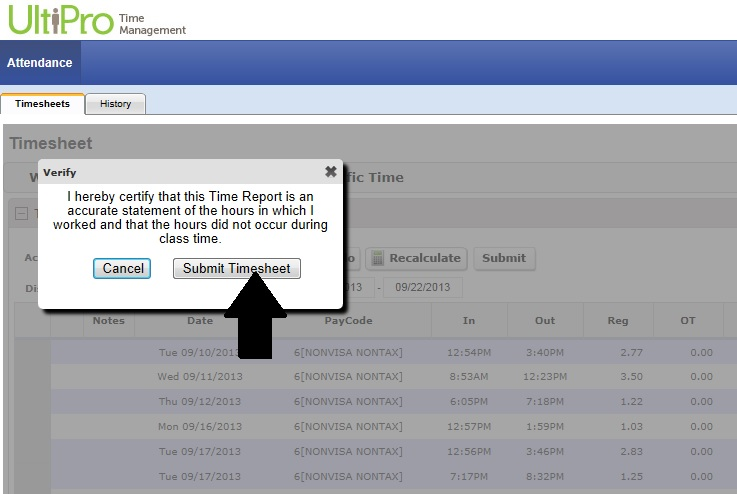 UltiPro Time
Management
Attendance
Timesheets History
Timesheet
Verify
fic Time
I hereby certify that this Time Report is an
accurate statement of the hours in which I
worked and that the hours did not occur during
class time.
Cancel Submit Timesheet
Recalculate Submit
2013 - 09/22/2013
Notes Date PayCode In Out Reg OT
Tue 09/10/2013 6[NONVISA NONTAX] 12:54PM 3:40PM 2.77 0.00
Wed 09/11/2013 6[NONVISA NONTAX] 8:53AM 12:23PM 3.50 0.00
Thu 09/12/2013 6[NONVISA NONTAX] 6:05PM 7:18PM 1.22 0.00
Mon 09/16/2013 6[NONVISA NONTAX] 12:57PM 1:59PM 1.03 0.00
Tue 09/17/2013 6[NONVISA NONTAX] 12:56PM 3:46PM 2.83 0.00
Tue 09/17/2013 6[NONVISA NONTAX] 7:17PM 8:32PM 1.25 0.00